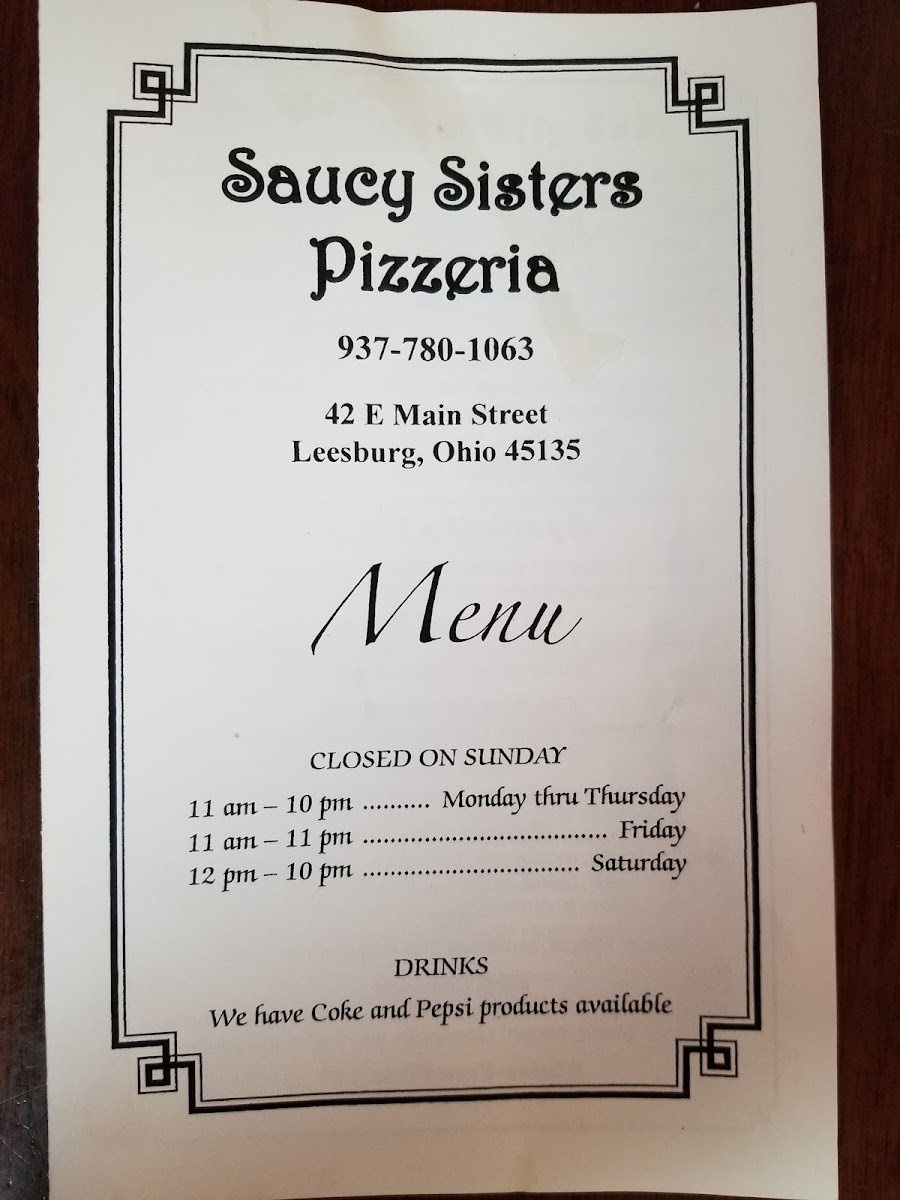 Saucy Sisters
Pizzeria
937-780-1063
42 E Main Street
Leesburg, Ohio 45135
Menu
CLOSED ON SUNDAY
11 am – 10 pm .......... Monday thru Thursday
11 am – 11 pm .................................... Friday
12 pm – 10 pm ................................ Saturday
DRINKS
We have Coke and Pepsi products available